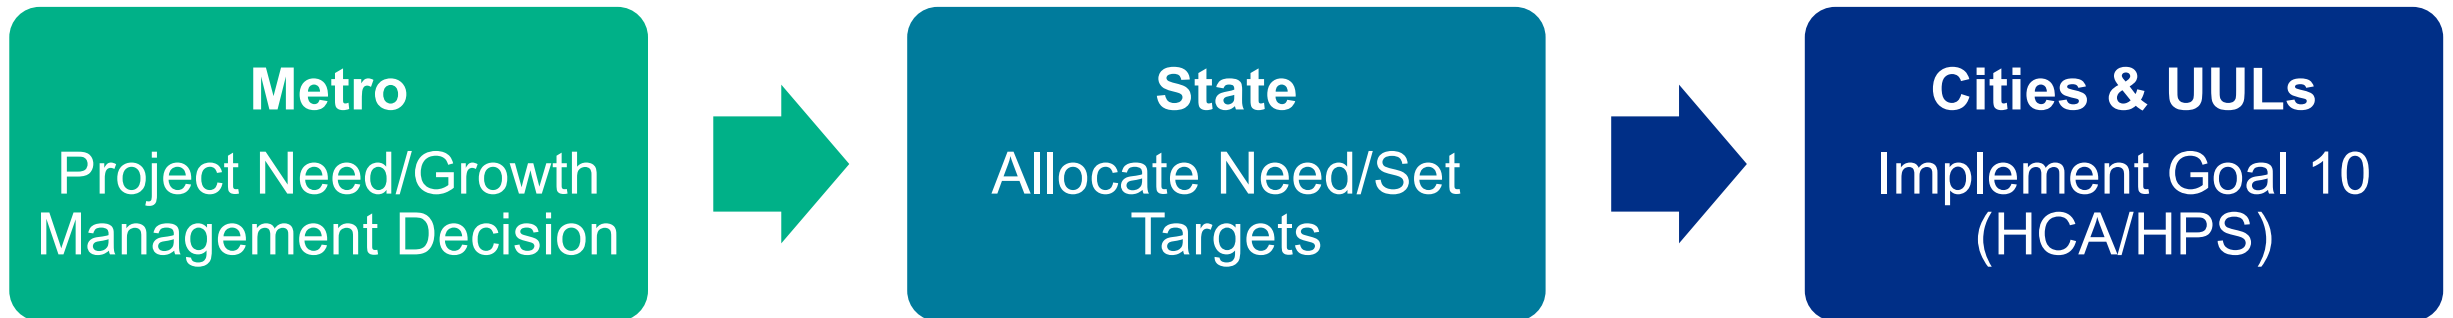 Metro
Project Need/Growth
Management Decision
State
Allocate Need/Set
Targets
Cities & UULs
Implement Goal 10
(HCA/HPS)